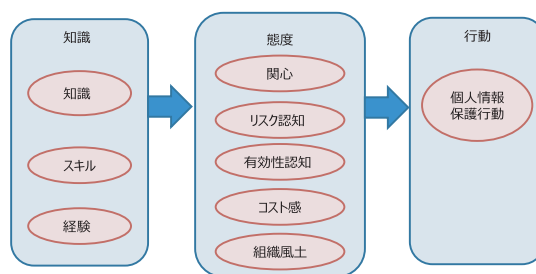 知識
知識
スキル
経験
態度
関心
リスク認知
有効性認知
コスト感
組織風土
行動
個人情報
保護行動